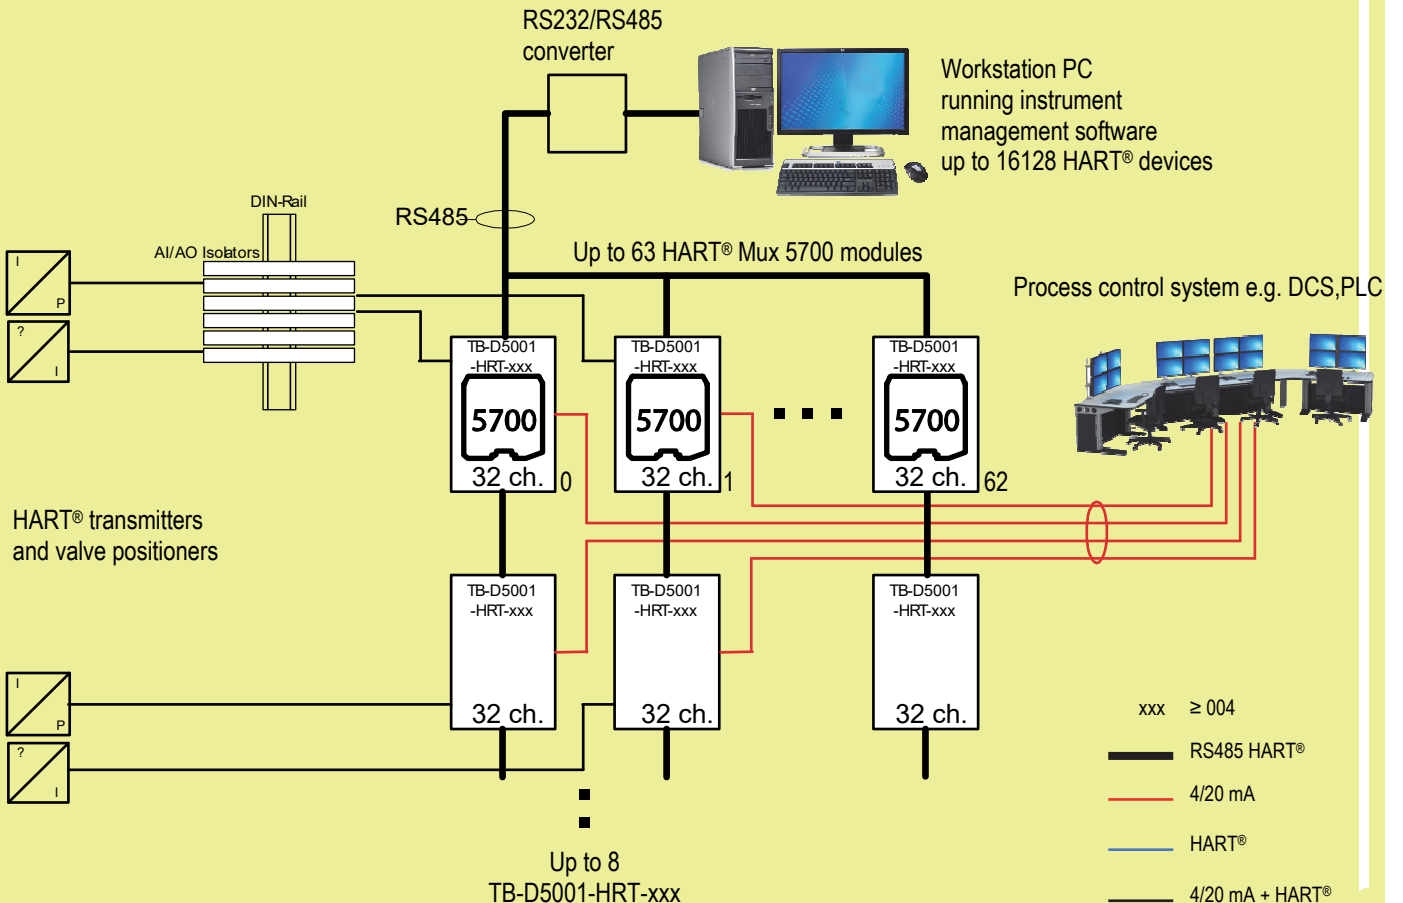 RS232/RS485
converter
Workstation PC
running instrument
management software
up to 16128 HART® devices
DIN-Rail
RS485
AI/AO Isolators
Up to 63 HART® Mux 5700 modules
Process control system e.g. DCS,PLC
I
P
?
I
TB-D5001
-HRT-xxx
5700
32 ch.
0
TB-D5001
-HRT-xxx
5700
32 ch.
1
TB-D5001
-HRT-xxx
5700
32 ch.
62
HART® transmitters
and valve positioners
TB-D5001
-HRT-xxx
32 ch.
TB-D5001
-HRT-xxx
32 ch.
TB-D5001
-HRT-xxx
32 ch.
I
P
?
I
xxx ≥ 004
RS485 HART®
4/20 mA
HART®
4/20 mA + HART®
Up to 8
TB-D5001-HRT-xxx